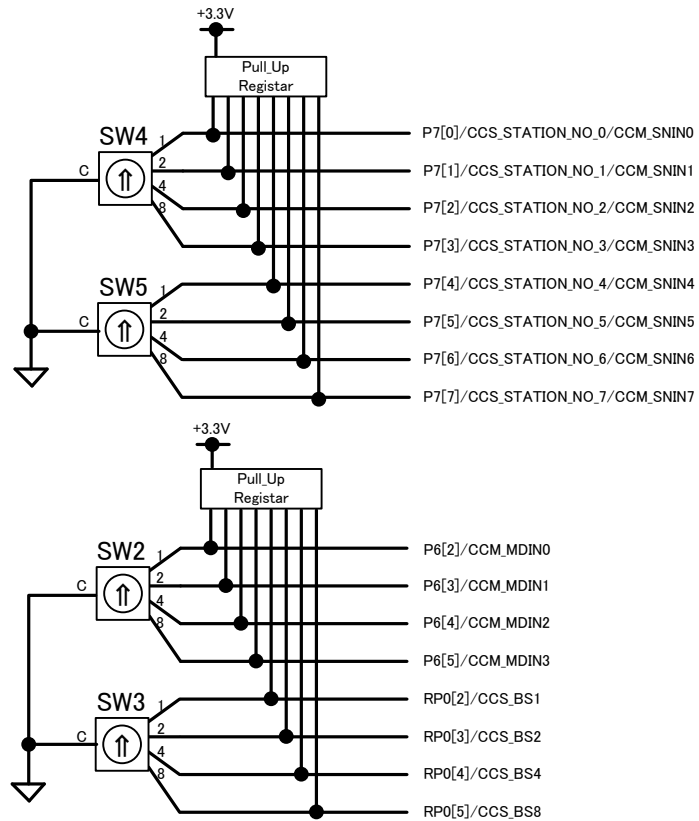 +3.3V
Pull_Up
Registar
SW4
C
1
2
4
8
P7[0]/CCS_STATION_NO_0/CCM_SNIN0
P7[1]/CCS_STATION_NO_1/CCM_SNIN1
P7[2]/CCS_STATION_NO_2/CCM_SNIN2
P7[3]/CCS_STATION_NO_3/CCM_SNIN3
SW5
C
1
2
4
8
P7[4]/CCS_STATION_NO_4/CCM_SNIN4
P7[5]/CCS_STATION_NO_5/CCM_SNIN5
P7[6]/CCS_STATION_NO_6/CCM_SNIN6
P7[7]/CCS_STATION_NO_7/CCM_SNIN7
+3.3V
Pull_Up
Registar
SW2
C
1
2
4
8
P6[2]/CCM_MDIN0
P6[3]/CCM_MDIN1
P6[4]/CCM_MDIN2
P6[5]/CCM_MDIN3
SW3
C
1
2
4
8
RP0[2]/CCS_BS1
RP0[3]/CCS_BS2
RP0[4]/CCS_BS4
RP0[5]/CCS_BS8